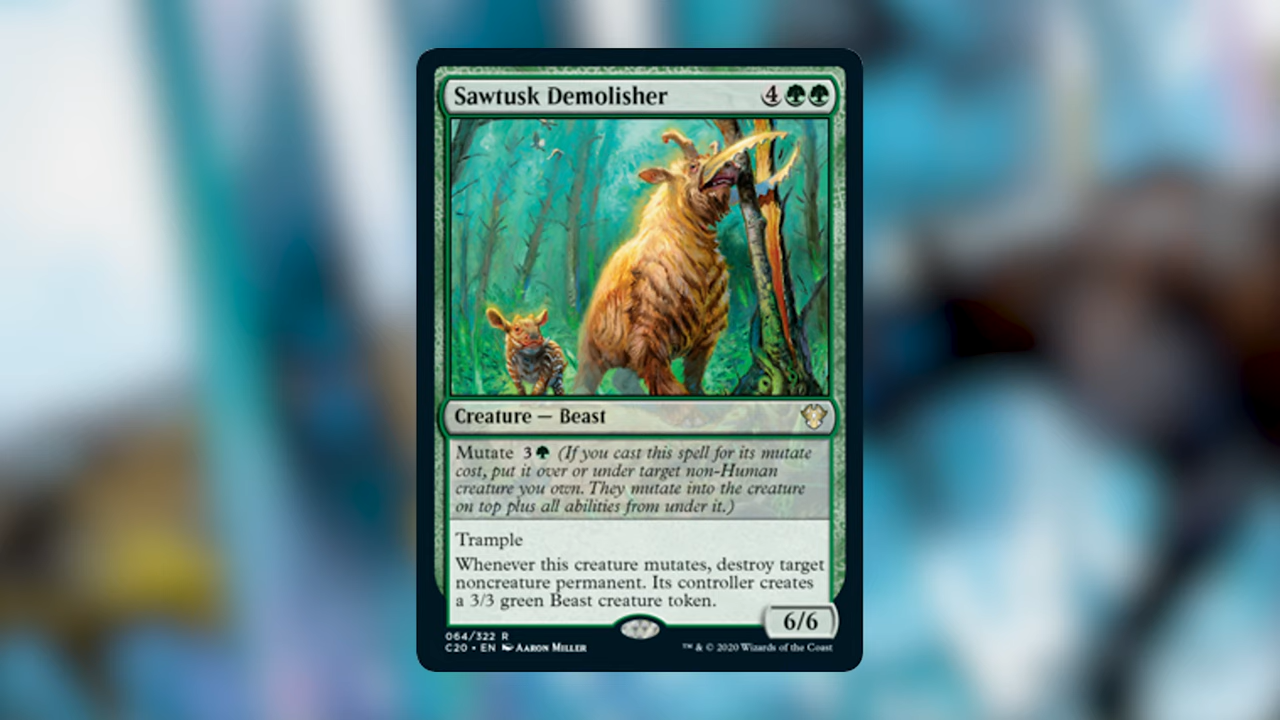 Sawtusk Demolisher 4
Creature — Beast
Mutate 3 (If you cast this spell for its mutate
cost, put it over or under target non-Human
creature you own. They mutate into the creature
on top plus all abilities from under it.)
Trample
Whenever this creature mutates, destroy target
noncreature permanent. Its controller creates
a 3/3 green Beast creature token.
6/6
064/322 R
C20 • EN AARON MILLER
™ & © 2020 Wizards of the Coast